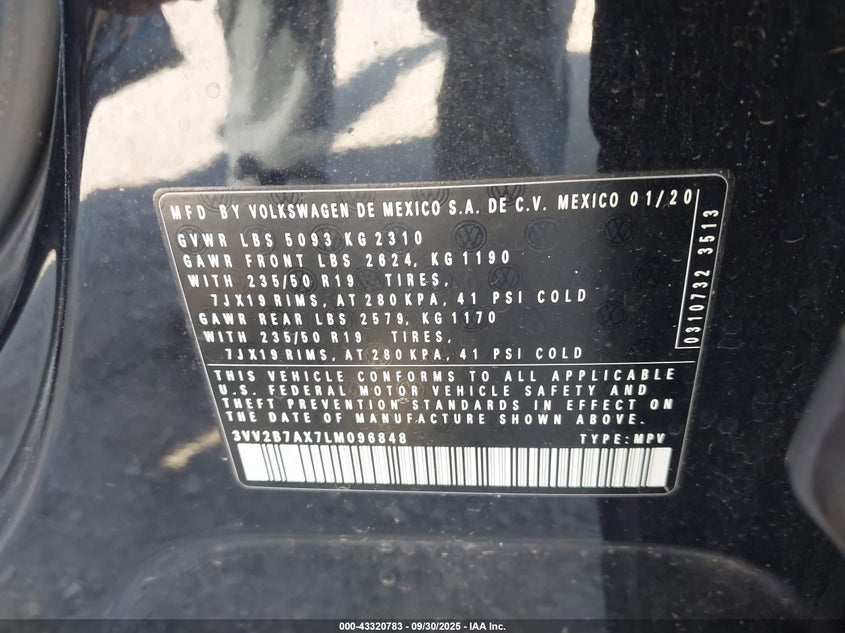 MFD BY VOLKSWAGEN DE MEXICO S.A. DE C.V. MEXICO 01/20
GVWR LBS 5093 KG 2310
GAWR FRONT LBS 2624, KG 1190
WITH 235/50 R19 TIRES,
7JX19 RIMS, AT 280 KPA, 41 PSI COLD
GAWR REAR LBS 2579, KG 1170
WITH 235/50 R19 TIRES,
7JX19 RIMS, AT 280 KPA, 41 PSI COLD
THIS VEHICLE CONFORMS TO ALL APPLICABLE
U.S. FEDERAL MOTOR VEHICLE SAFETY AND
THEFT PREVENTION STANDARDS IN EFFECT ON
THE DATE OF MANUFACTURE SHOWN ABOVE.
3VV2B7AX7LM096848 TYPE: MPV
0310732 3513
000-43320783 - 09/30/2025 - IAA Inc.